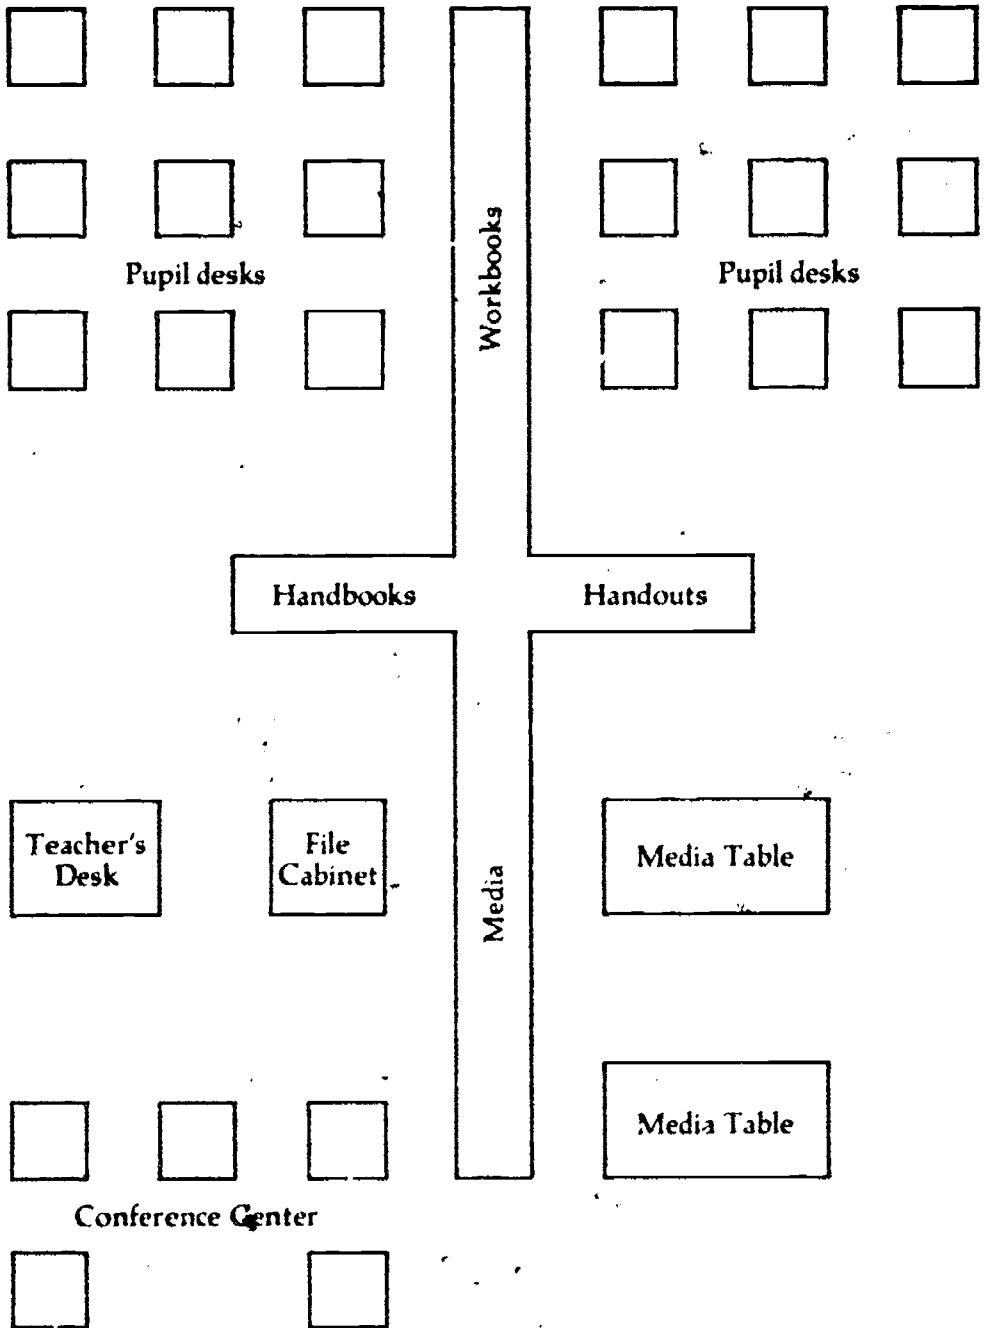 Pupil desks
Pupil desks
Workbooks
Handbooks
Handouts
Teacher's
Desk
File
Cabinet
Media Table
Media
Media Table
Conference Center